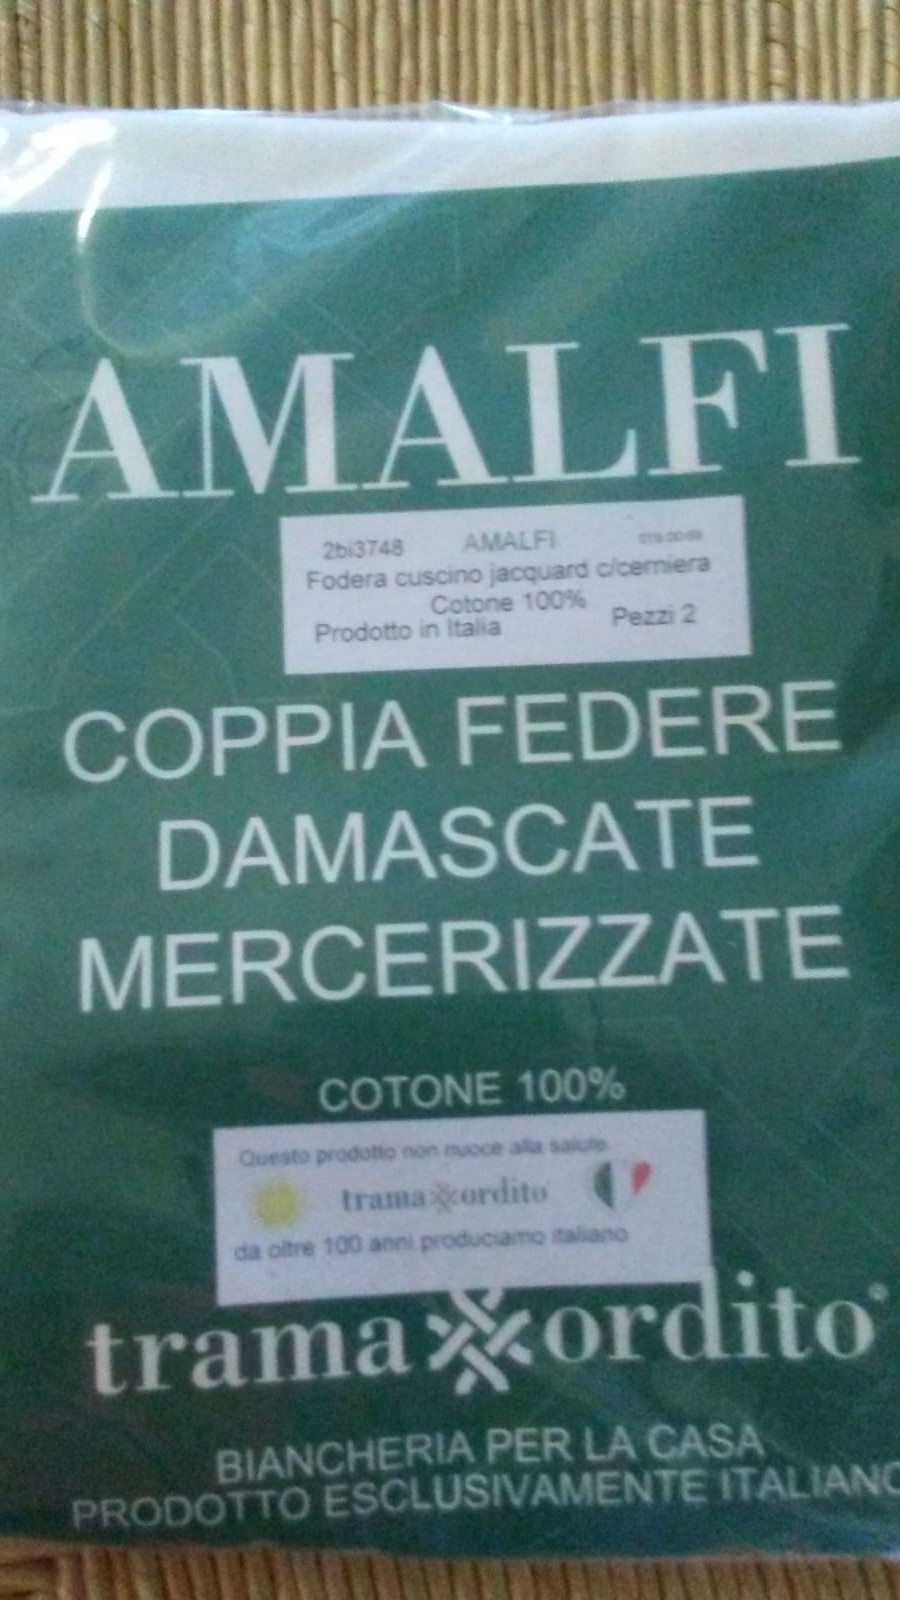 AMALFI
2bi3748 AMALFI
Fodera cuscino jacquard c/cerniera
Cotone 100%
Prodotto in Italia Pezzi 2
COPPIA FEDERE
DAMASCATE
MERCERIZZATE
COTONE 100%
Questo prodotto non nuoce alla salute
trama ordito
da oltre 100 anni produciamo italiano
trama ordito
BIANCHERIA PER LA CASA
PRODOTTO ESCLUSIVAMENTE ITALIANO